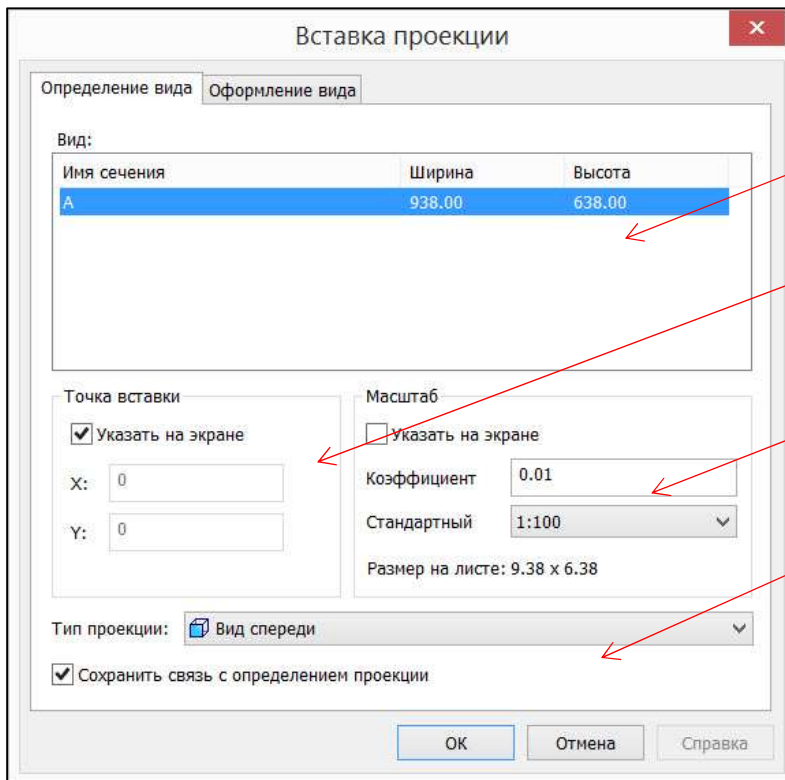 Вставка проекции
Определение вида Оформление вида
Вид:
Имя сечения Ширина Высота
A 938.00 638.00
Точка вставки
Указать на экране
X: 0
Y: 0
Масштаб
Указать на экране
Коэффициент 0.01
Стандартный 1:100
Размер на листе: 9.38 x 6.38
Тип проекции: Вид спереди
Сохранить связь с определением проекции
ОК Отмена Справка